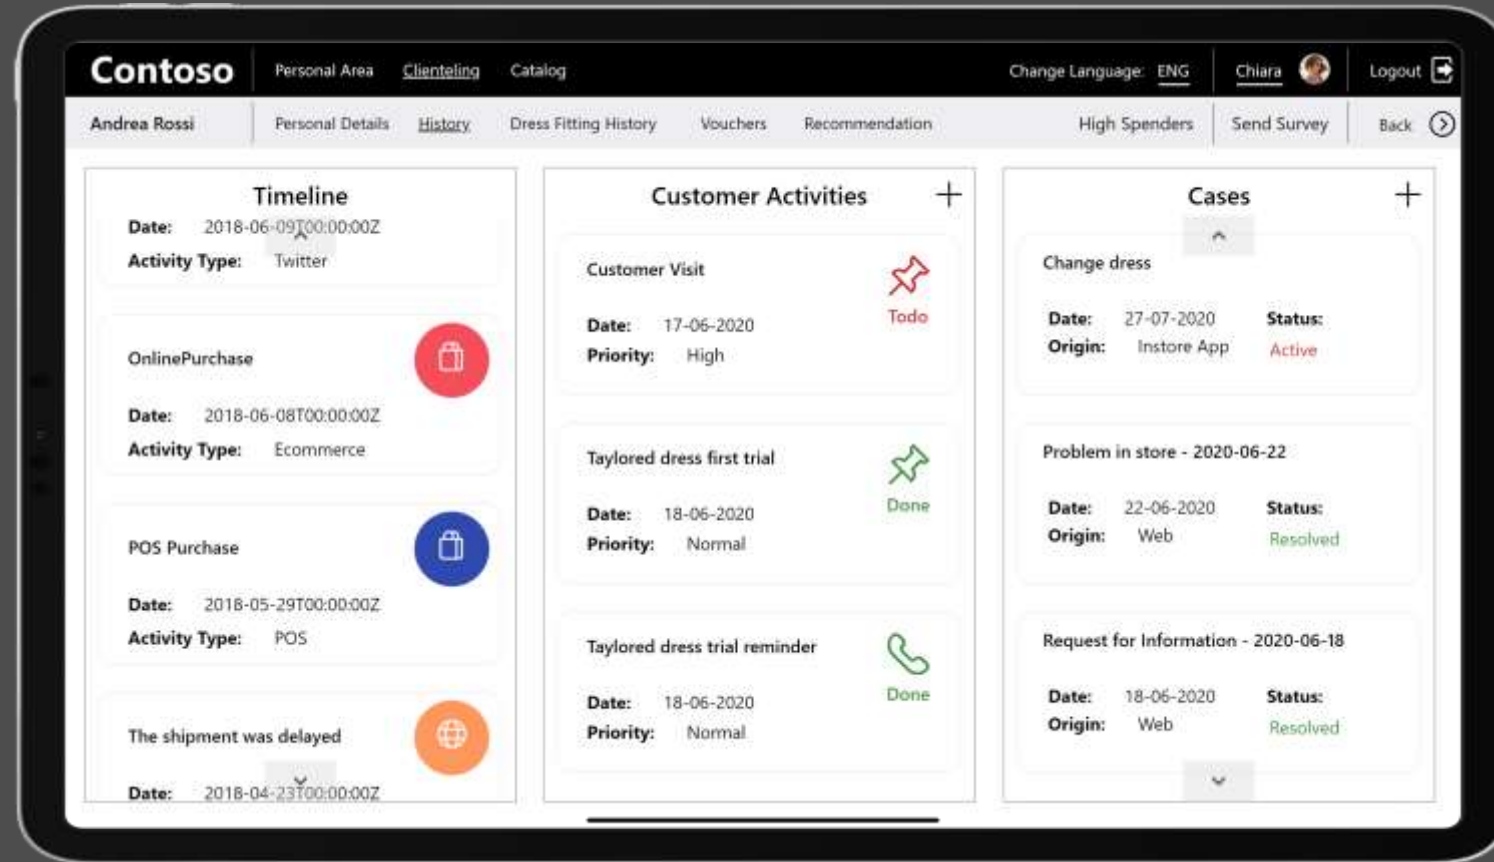 Contoso Personal Area Clienteling Catalog Change Language: ENG Chiara Logout
Andrea Rossi Personal Details History Dress Fitting History Vouchers Recommendation High Spenders Send Survey Back
Timeline
Date: 2018-06-09T00:00:00Z
Activity Type: Twitter
OnlinePurchase
Date: 2018-06-08T00:00:00Z
Activity Type: Ecommerce
POS Purchase
Date: 2018-05-29T00:00:00Z
Activity Type: POS
The shipment was delayed
Date: 2018-04-23T00:00:00Z
Customer Activities
Customer Visit
Todo
Date: 17-06-2020
Priority: High
Taylored dress first trial
Done
Date: 18-06-2020
Priority: Normal
Taylored dress trial reminder
Done
Date: 18-06-2020
Priority: Normal
Cases
Change dress
Date: 27-07-2020 Status:
Origin: Instore App Active
Problem in store - 2020-06-22
Date: 22-06-2020 Status:
Origin: Web Resolved
Request for Information - 2020-06-18
Date: 18-06-2020 Status:
Origin: Web Resolved